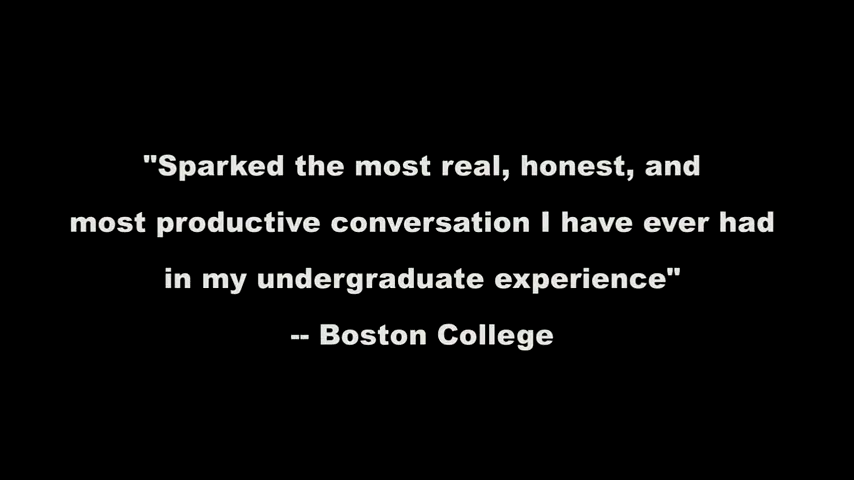 "Sparked the most real, honest, and
most productive conversation I have ever had
in my undergraduate experience"
-- Boston College